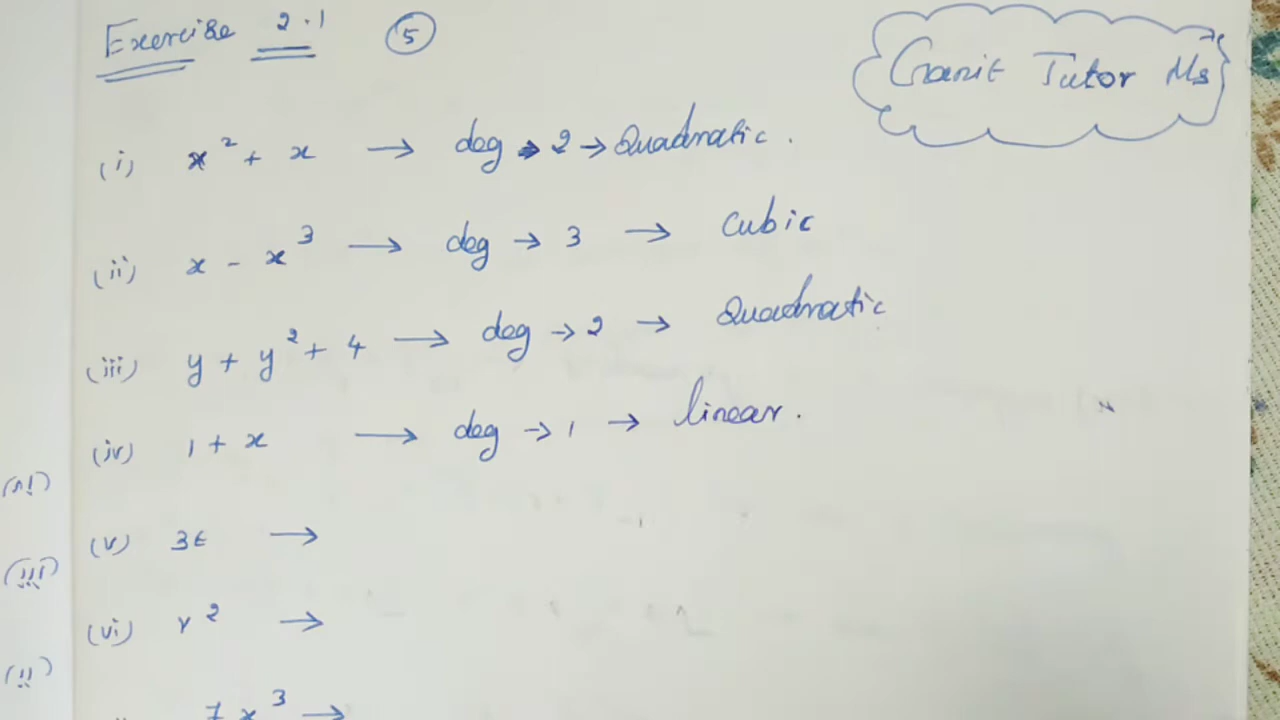 Exercise 2.1 5
Ganit Tutor Ms
(i) x² + x → deg → 2 → Quadratic.
(ii) x - x³ → deg → 3 → Cubic
(iii) y + y² + 4 → deg → 2 → Quadratic
(iv) 1 + x → deg → 1 → linear.
(v) 3t →
(vi) r² →
7x³ →